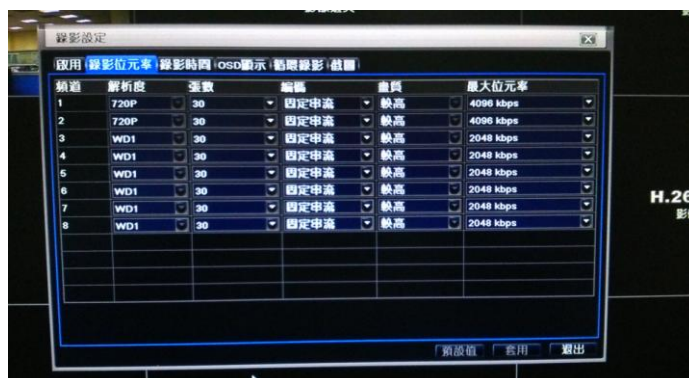 錄影設定
啟用 錄影位元率 錄影時間 OSD顯示 循環錄影 截圖
頻道 解析度 張數 編碼 畫質 最大位元率
1 720P 30 固定串流 較高 4096 kbps
2 720P 30 固定串流 較高 4096 kbps
3 WD1 30 固定串流 較高 2048 kbps
4 WD1 30 固定串流 較高 2048 kbps
5 WD1 30 固定串流 較高 2048 kbps
6 WD1 30 固定串流 較高 2048 kbps
7 WD1 30 固定串流 較高 2048 kbps
8 WD1 30 固定串流 較高 2048 kbps
H.26
影
預設值 套用 退出